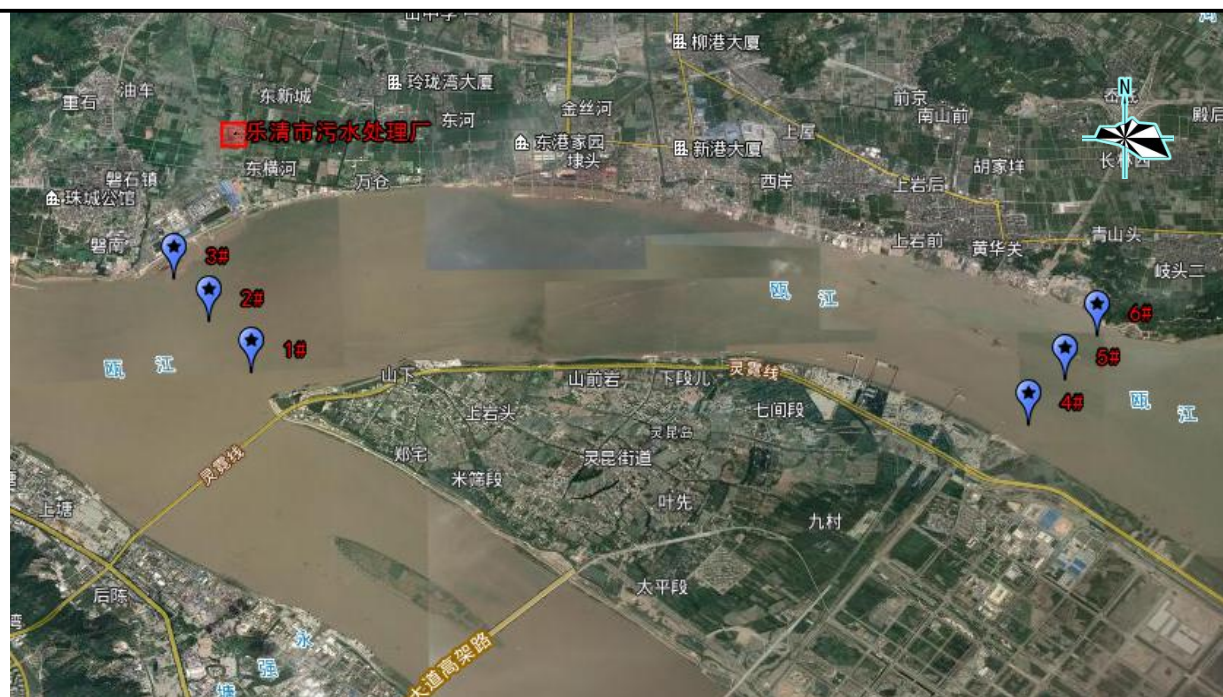 柳港大厦
玲珑湾大厦
油车
重石
东新城
前京
岙底
南山前
殿后
金丝河
东河
上屋
乐清市污水处理厂
N
东港家园
埭头
新港大厦
胡家垟
东横河
磐石镇
万仓
西岸
上岩后
珠城公馆
磐南
上岩前
黄华关
青山头
岐头二
3#
2#
1#
瓯江
6#
5#
4#
瓯江
瓯江
山下
山前岩
下段儿
灵霓线
七间段
上岩头
灵昆岛
郑宅
灵昆街道
米筛段
灵霓线
叶先
九村
上塘
太平段
后陈
湾
永强塘
大道高架路